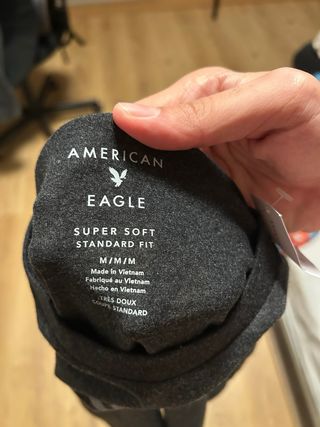 AMERICAN
EAGLE
SUPER SOFT
STANDARD FIT
M/M/M
Made in Vietnam
Fabriqué au Vietnam
Hecho en Vietnam
TRÈS DOUX
COUPE STANDARD